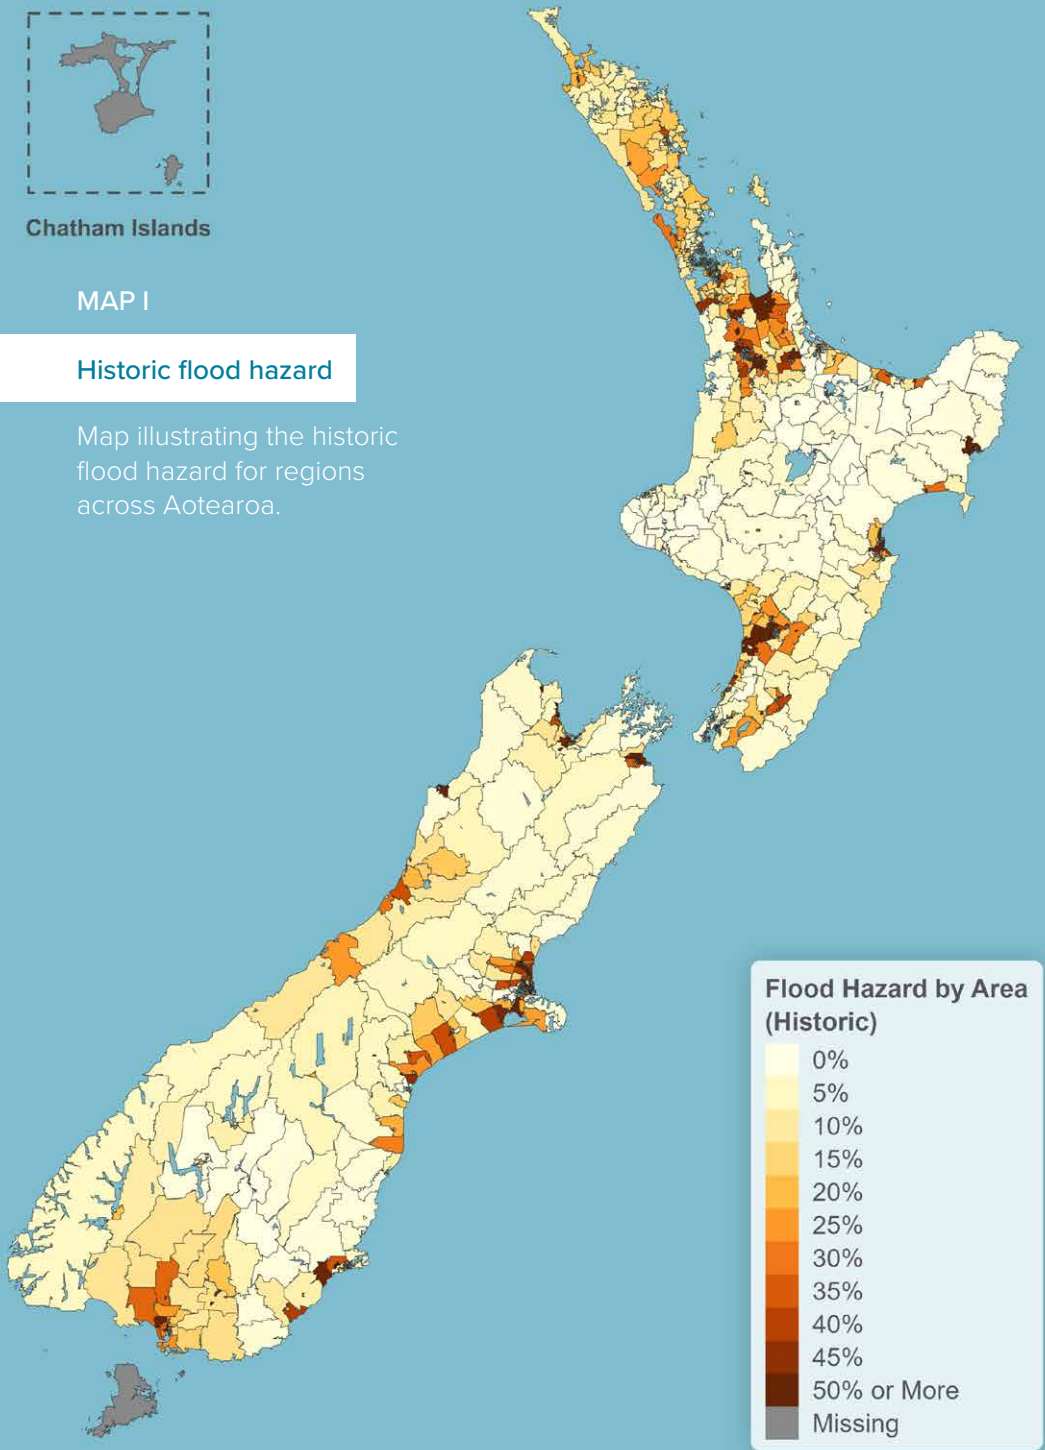 Chatham Islands
MAP I
Historic flood hazard
Map illustrating the historic
flood hazard for regions
across Aotearoa.
Flood Hazard by Area
(Historic)
0%
5%
10%
15%
20%
25%
30%
35%
40%
45%
50% or More
Missing